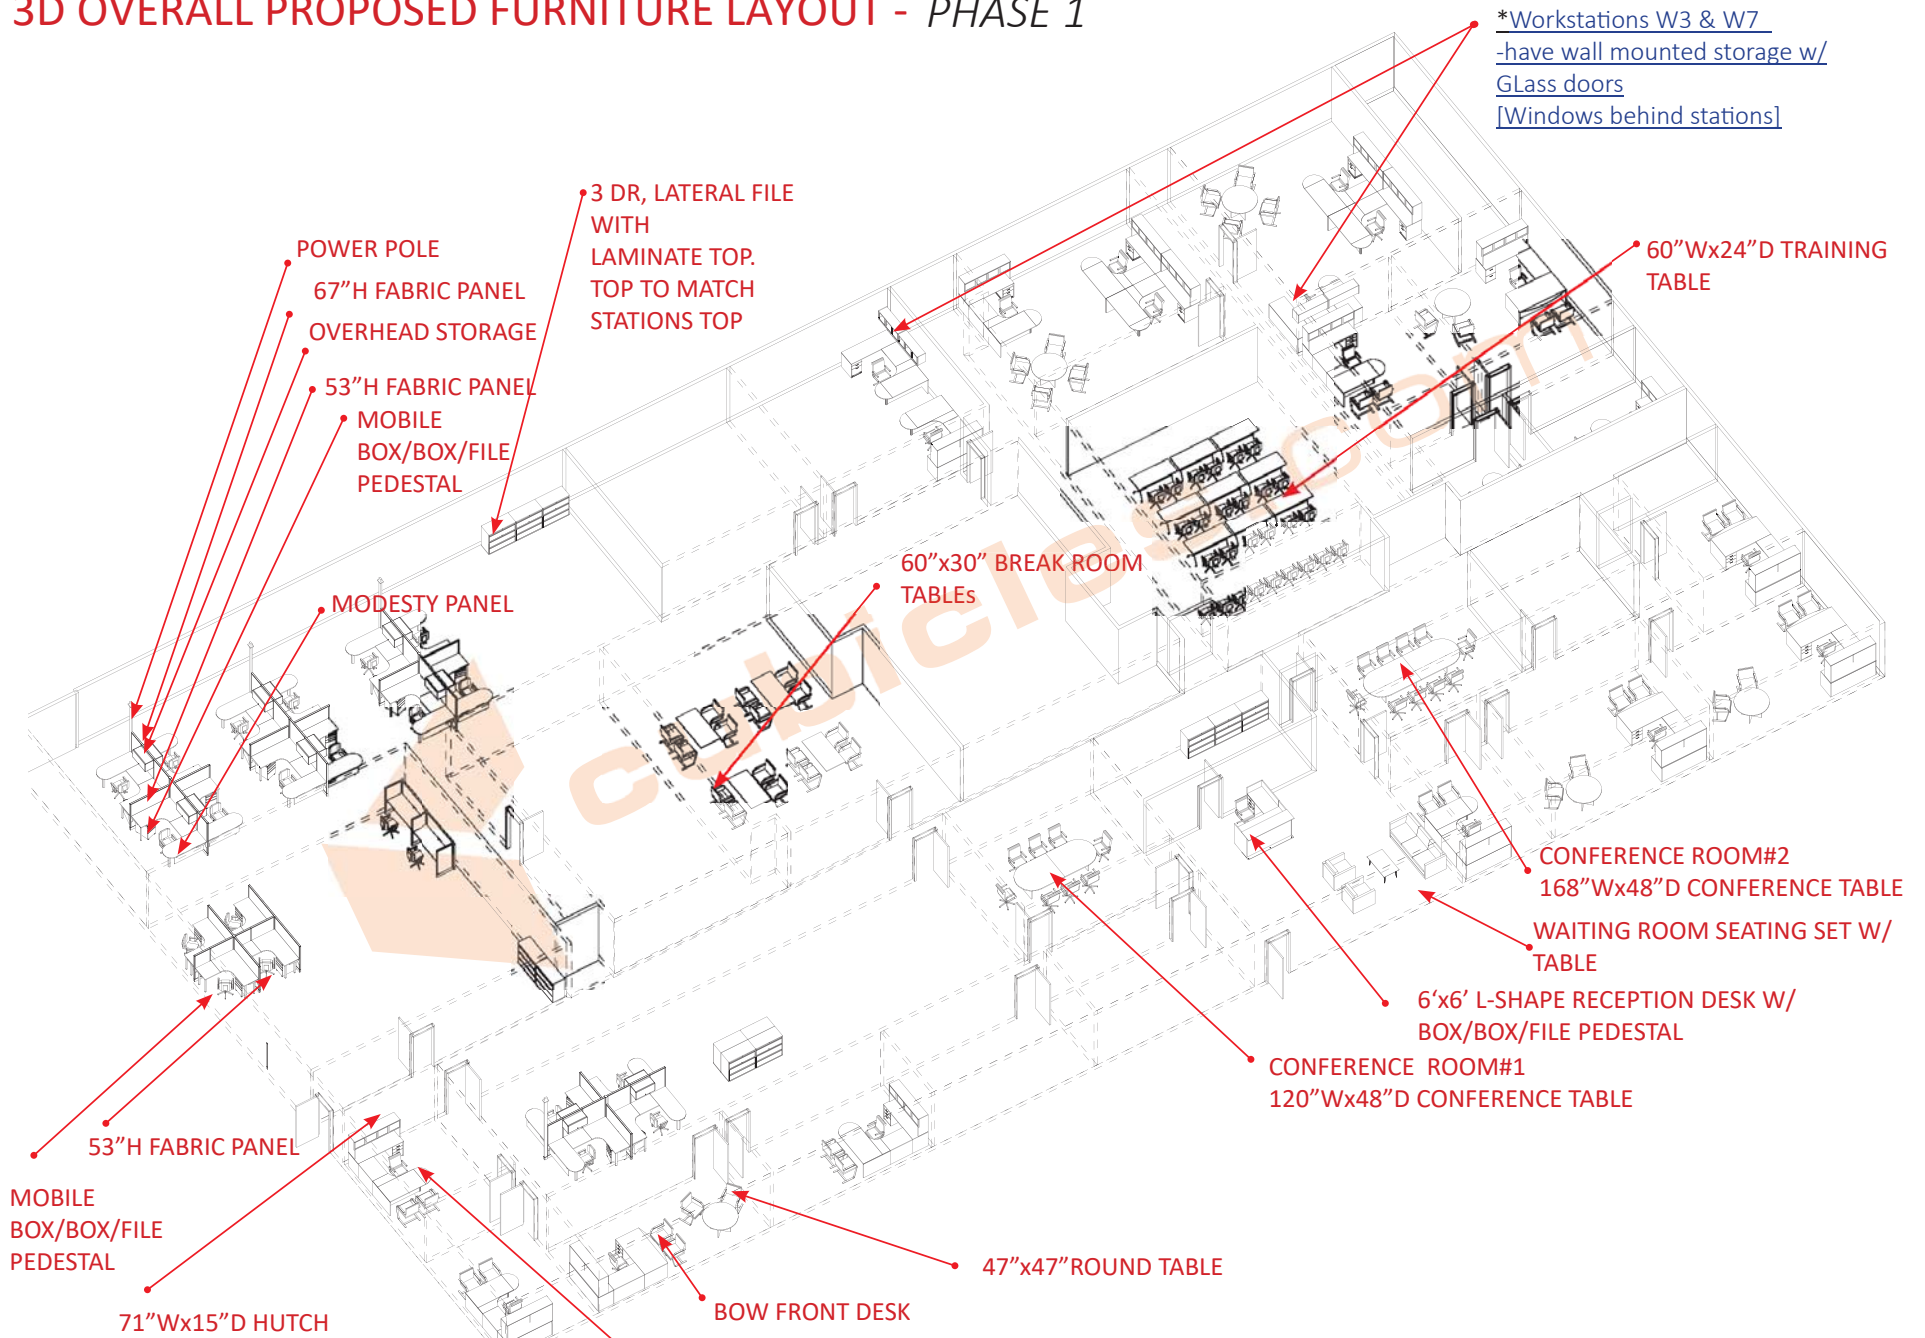 3D OVERALL PROPOSED FURNITURE LAYOUT - PHASE 1
*Workstations W3 & W7
-have wall mounted storage w/
GLass doors
[Windows behind stations]
3 DR, LATERAL FILE
WITH
LAMINATE TOP.
TOP TO MATCH
STATIONS TOP
POWER POLE
67”H FABRIC PANEL
OVERHEAD STORAGE
53”H FABRIC PANEL
MOBILE
BOX/BOX/FILE
PEDESTAL
60”Wx24”D TRAINING
TABLE
60”x30” BREAK ROOM
TABLEs
MODESTY PANEL
cubicles.com
CONFERENCE ROOM#2
168”Wx48”D CONFERENCE TABLE
WAITING ROOM SEATING SET W/
TABLE
6‘x6’ L-SHAPE RECEPTION DESK W/
BOX/BOX/FILE PEDESTAL
CONFERENCE ROOM#1
120”Wx48”D CONFERENCE TABLE
53”H FABRIC PANEL
MOBILE
BOX/BOX/FILE
PEDESTAL
47”x47”ROUND TABLE
BOW FRONT DESK
71”Wx15”D HUTCH